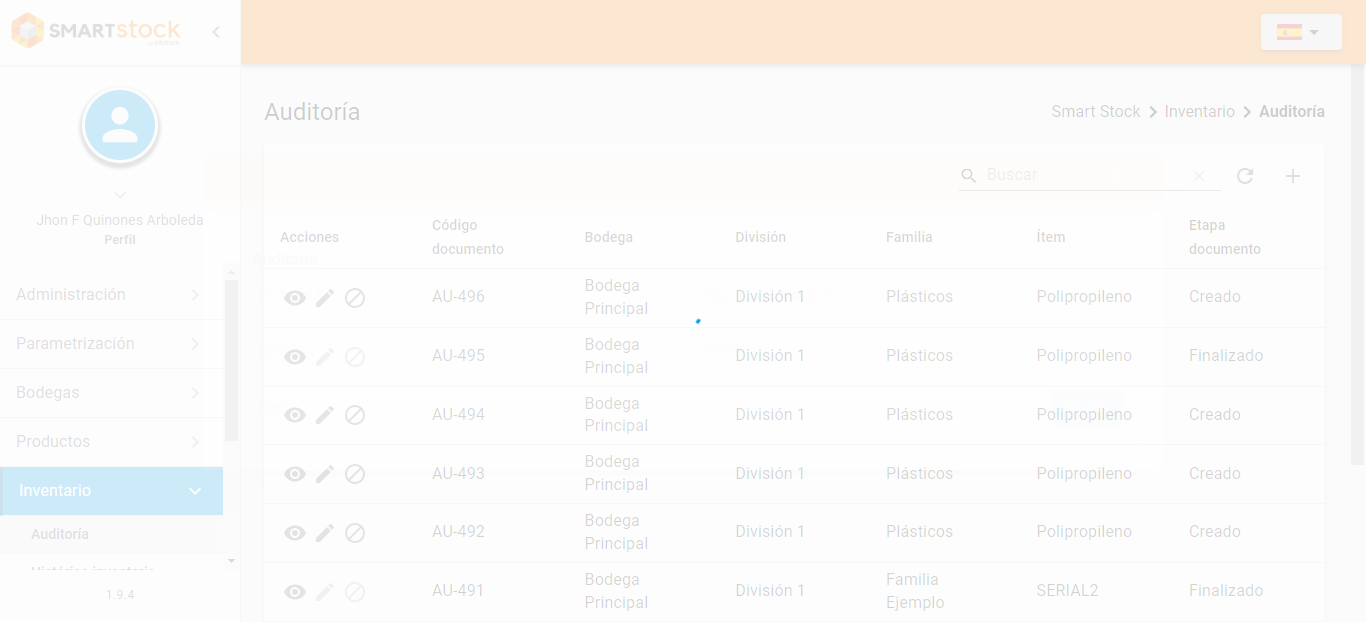 SMARTstock
Auditoría
Smart Stock > Inventario > Auditoría
Buscar
Jhon F Quinones Arboleda
Perfil
Administración
Parametrización
Bodegas
Productos
Inventario
Auditoría
Histórico inventario
1.9.4
Acciones
Código
documento
Bodega
División
Familia
Ítem
Etapa
documento
AU-496
Bodega
Principal
División 1
Plásticos
Polipropileno
Creado
AU-495
Bodega
Principal
División 1
Plásticos
Polipropileno
Finalizado
AU-494
Bodega
Principal
División 1
Plásticos
Polipropileno
Creado
AU-493
Bodega
Principal
División 1
Plásticos
Polipropileno
Creado
AU-492
Bodega
Principal
División 1
Plásticos
Polipropileno
Creado
AU-491
Bodega
Principal
División 1
Familia
Ejemplo
SERIAL2
Finalizado